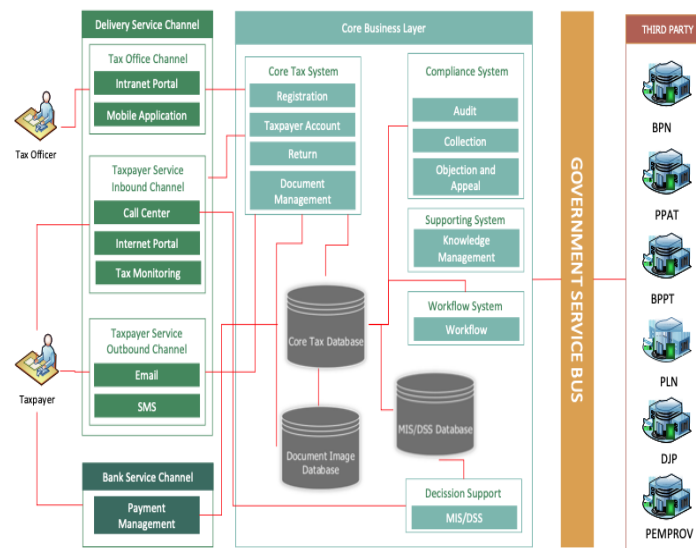 Delivery Service Channel
Tax Office Channel
Intranet Portal
Mobile Application
Tax Officer
Taxpayer Service
Inbound Channel
Call Center
Internet Portal
Tax Monitoring
Taxpayer Service
Outbound Channel
Email
SMS
Taxpayer
Bank Service Channel
Payment
Management
Core Business Layer
Core Tax System
Registration
Taxpayer Account
Return
Document
Management
Core Tax Database
Document Image
Database
Compliance System
Audit
Collection
Objection and
Appeal
Supporting System
Knowledge
Management
Workflow System
Workflow
MIS/DSS Database
Decission Support
MIS/DSS
GOVERNMENT SERVICE BUS
THIRD PARTY
BPN
PPAT
BPPT
PLN
DJP
PEMPROV